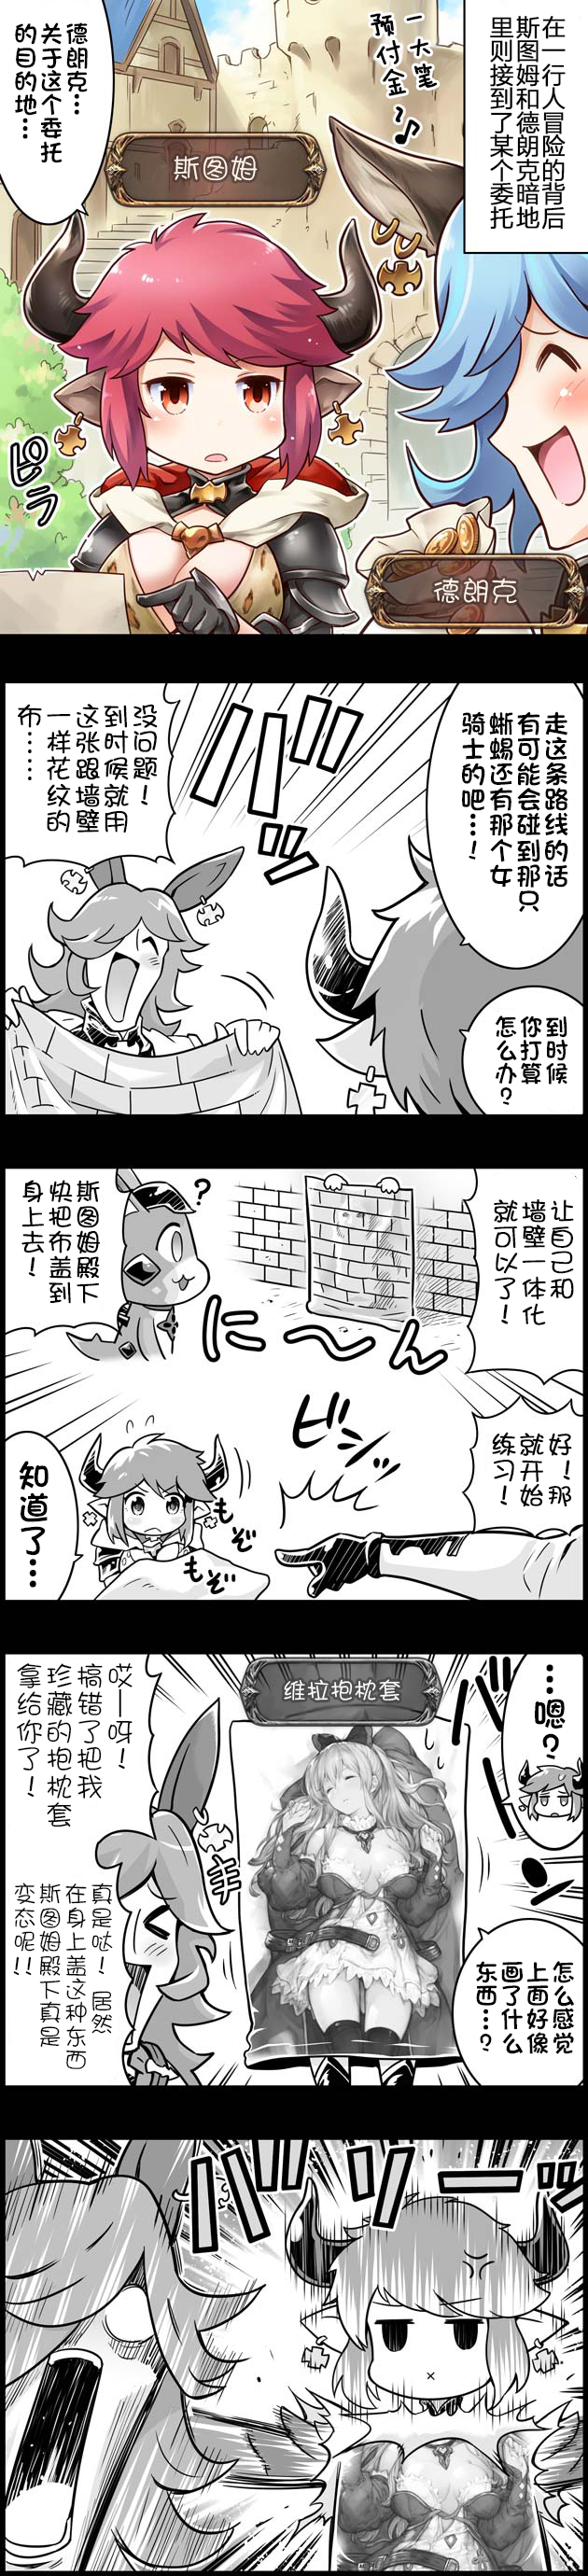 在一行人冒险的背后
斯图姆和德朗克暗地
里则接到了某个委托
一大笔
预付金~♪
德朗克…
关于这个委托
的目的地…
斯图姆
ピラ
德朗克
走这条路线的话
有可能会碰到那只
蜥蜴还有那个女
骑士的吧…！
到时候
你打算
怎么办？
没问题！
到时候就用
这张跟墙壁
一样花纹的
布……
让自己和
墙壁一体化
就可以了！
?
に～ん
斯图姆殿下
快把布盖到
身上去！
好！那
就开始
练习！
ビシッ
もぞ
もぞ
知道了…
…嗯？
维拉抱枕套
怎么感觉
上面好像
画了什么
东西…？
哎一呀！
搞错了把我
珍藏的抱枕套
拿给你了！
真是哒！居然
在身上盖这种东西
斯图姆殿下真是
变态呢！！